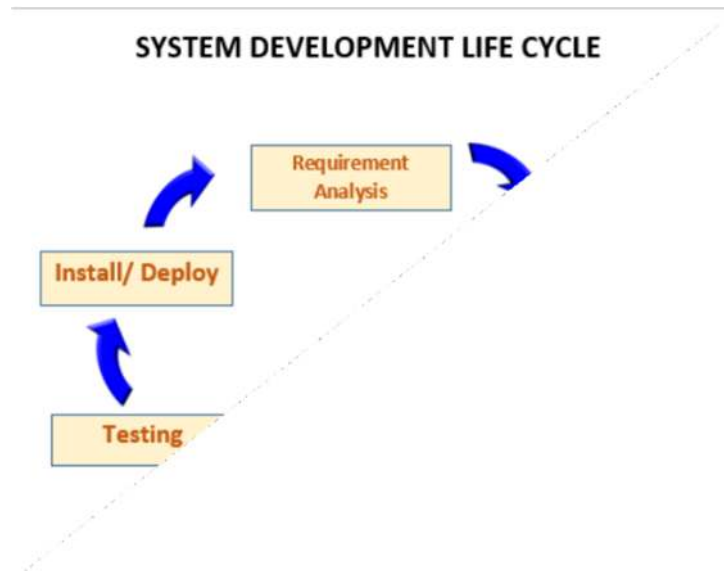 SYSTEM DEVELOPMENT LIFE CYCLE
Requirement
Analysis
Install/ Deploy
Testing